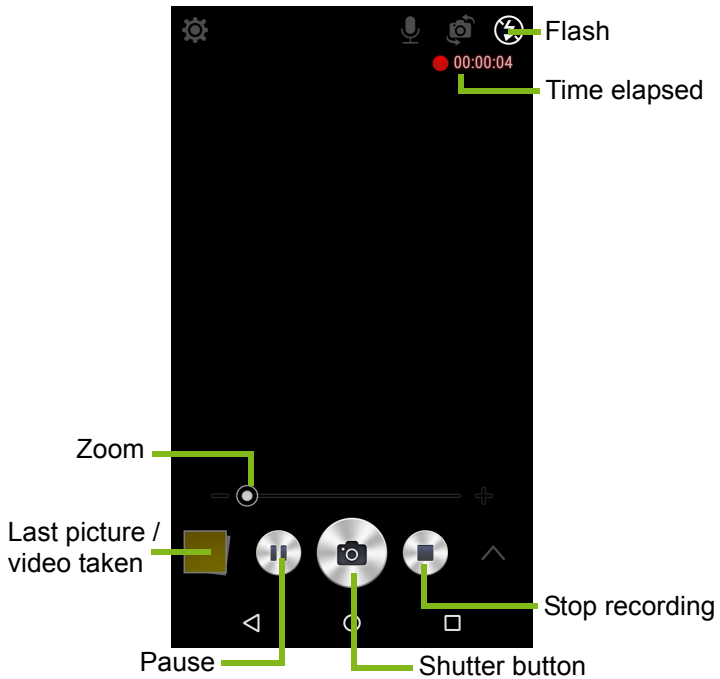 Flash
00:00:04
Time elapsed
Zoom
Last picture /
video taken
Stop recording
Pause
Shutter button